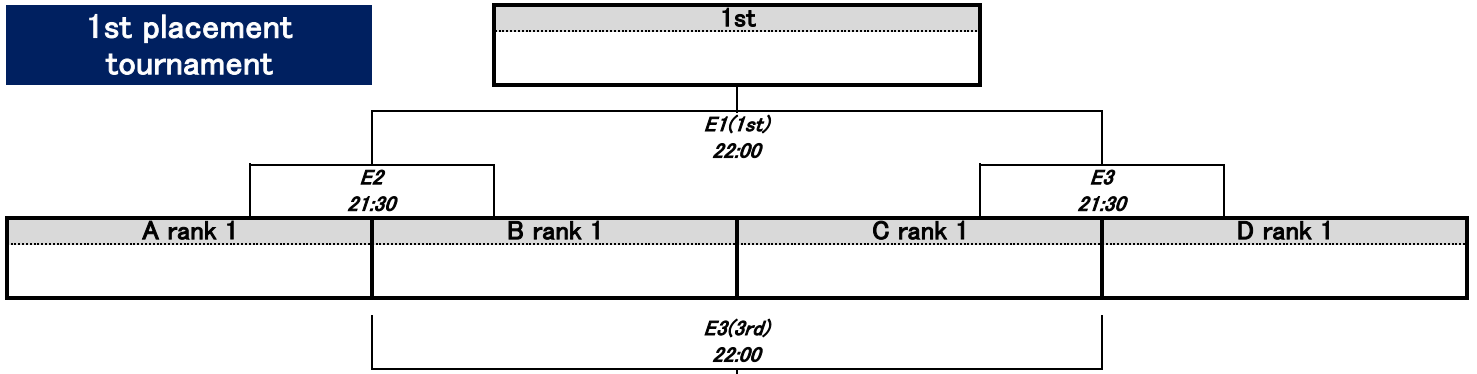 1st placement
tournament
1st
E1(1st)
22:00
E2
21:30
E3
21:30
A rank 1
B rank 1
C rank 1
D rank 1
E3(3rd)
22:00